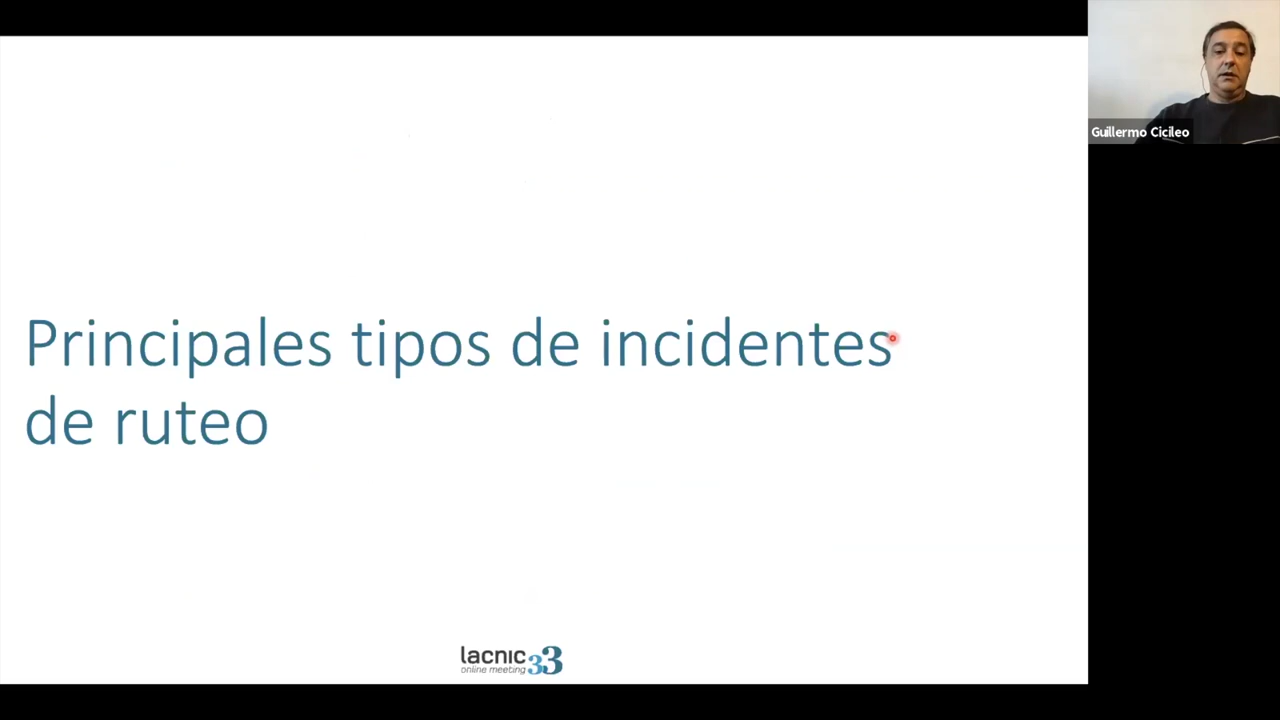 Guillermo Cicileo
Principales tipos de incidentes
de ruteo
lacnic 33
online meeting